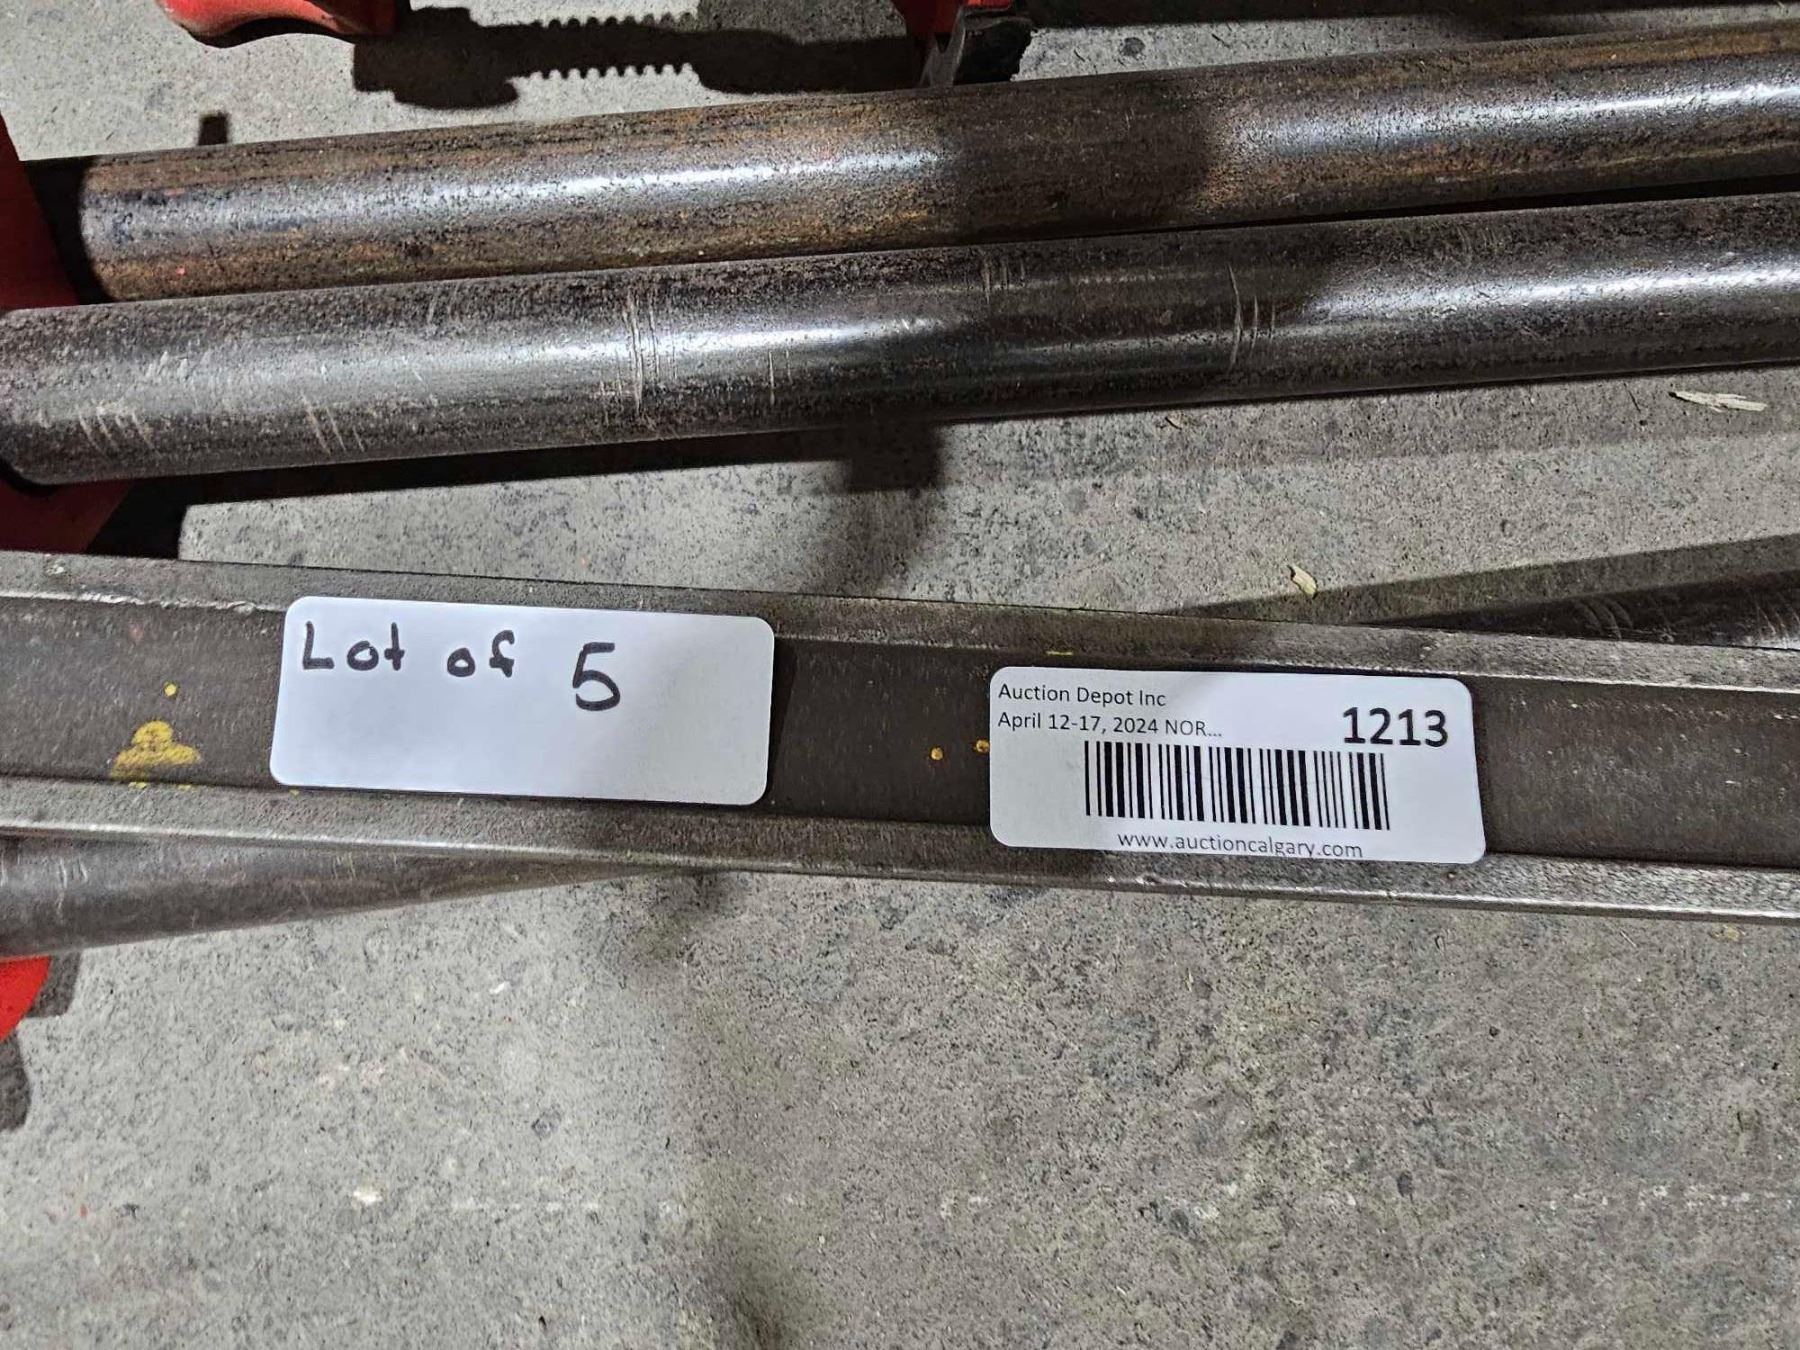 Lot of 5
Auction Depot Inc
April 12-17, 2024 NOR...
1213
www.auctioncalgary.com